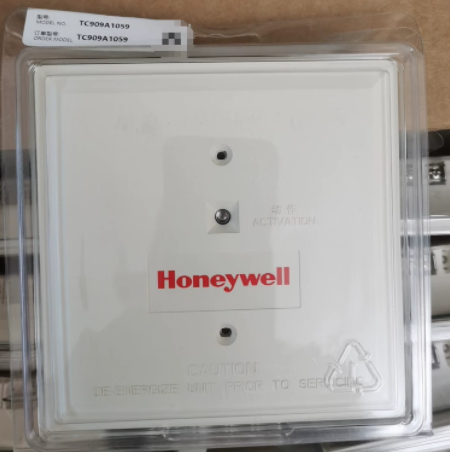 型号
MODEL NO. TC909A1059
订单型号
ORDER MODEL TC909A1059
动作
ACTIVATION
Honeywell
CAUTION
DE-ENERGIZE UNIT PRIOR TO SERVICING